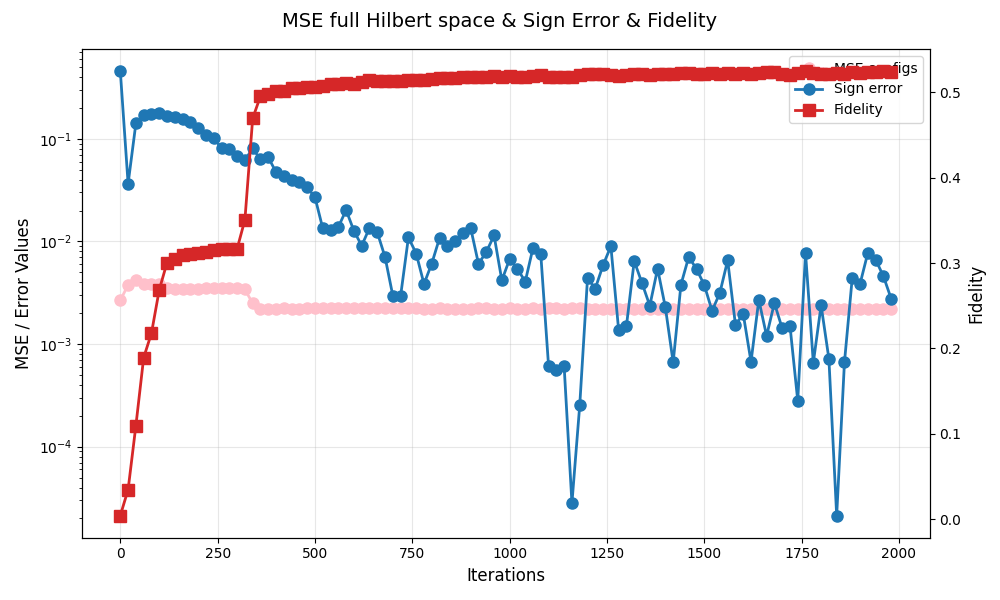 MSE full Hilbert space & Sign Error & Fidelity
MSE configs
Sign error
Fidelity
MSE / Error Values
10⁻¹
10⁻²
10⁻³
10⁻⁴
0.5
0.4
0.3
0.2
0.1
0.0
Fidelity
0 250 500 750 1000 1250 1500 1750 2000
Iterations